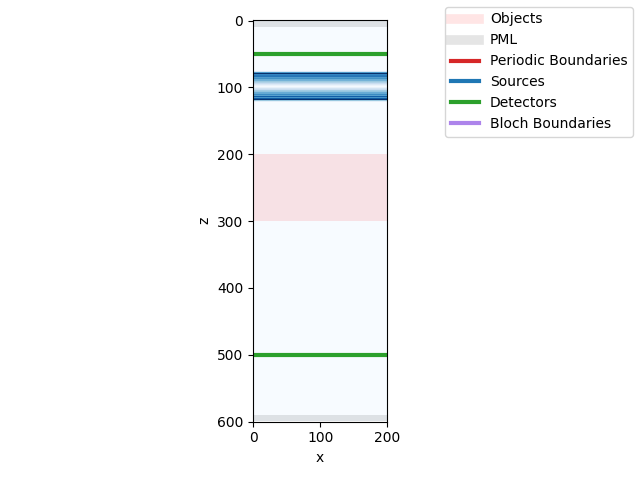 0
100
200
300
400
500
600
z
0 100 200
x
Objects
PML
Periodic Boundaries
Sources
Detectors
Bloch Boundaries